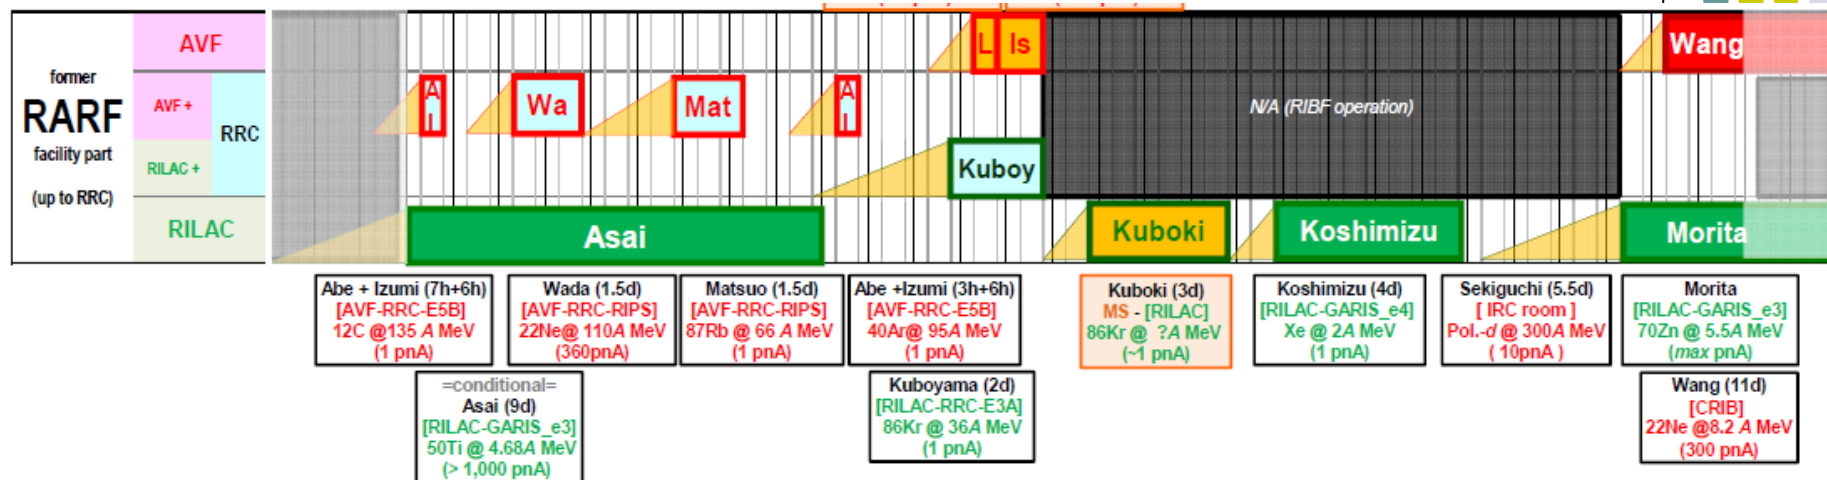 former
RARF
facility part
(up to RRC)
AVF
AVF +
RRC
RILAC +
RILAC
A
I
Wa
Mat
A
I
L
Is
Kuboy
N/A (RIBF operation)
Wang
Asai
Kuboki
Koshimizu
Morita
Abe + Izumi (7h+6h)
[AVF-RRC-E5B]
12C @135 A MeV
(1 pnA)
Wada (1.5d)
[AVF-RRC-RIPS]
22Ne@ 110A MeV
(360pnA)
Matsuo (1.5d)
[AVF-RRC-RIPS]
87Rb @ 66 A MeV
(1 pnA)
Abe +Izumi (3h+6h)
[AVF-RRC-E5B]
40Ar@ 95A MeV
(1 pnA)
Kuboki (3d)
MS - [RILAC]
86Kr @ ?A MeV
(~1 pnA)
Koshimizu (4d)
[RILAC-GARIS_e4]
Xe @ 2A MeV
(1 pnA)
Sekiguchi (5.5d)
[ IRC room ]
Pol.-d @ 300A MeV
( 10pnA )
Morita
[RILAC-GARIS_e3]
70Zn @ 5.5A MeV
(max pnA)
=conditional=
Asai (9d)
[RILAC-GARIS_e3]
50Ti @ 4.68A MeV
(> 1,000 pnA)
Kuboyama (2d)
[RILAC-RRC-E3A]
86Kr @ 36A MeV
(1 pnA)
Wang (11d)
[CRIB]
22Ne @8.2 A MeV
(300 pnA)